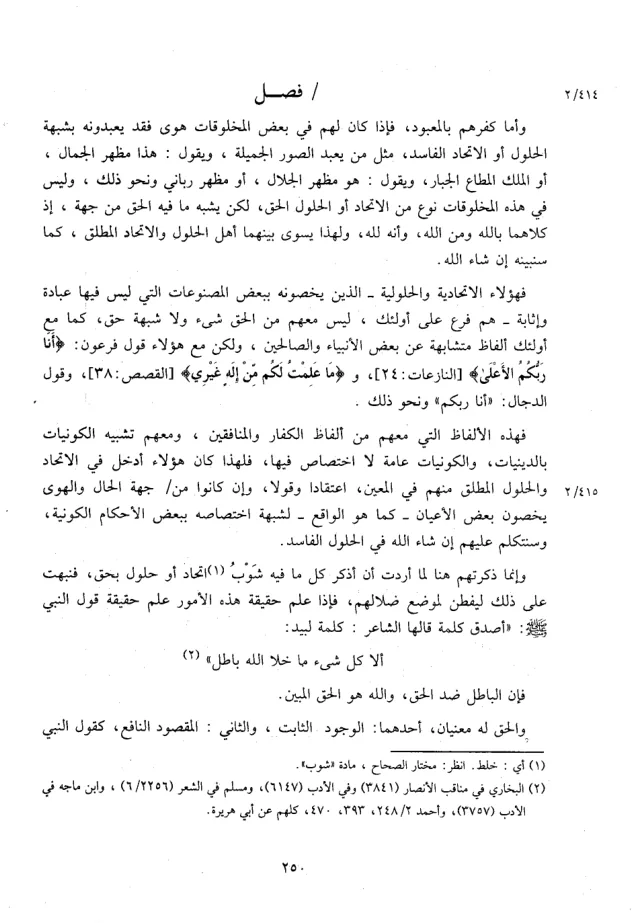 / فصــل
٢/٤١٤
وأما كفرهم بالمعبود، فإذا كان لهم في بعض المخلوقات هوى فقد يعبدونه بشبهة
الحلول أو الاتحاد الفاسد، مثل من يعبد الصور الجميلة ، ويقول : هذا مظهر الجمال ،
أو الملك المطاع الجبار، ويقول : هو مظهر الجلال ، أو مظهر رباني ونحو ذلك ، وليس
في هذه المخلوقات نوع من الاتحاد أو الحلول الحق، لكن يشبه ما فيه الحق من جهة ، إذ
كلاهما بالله ومن الله، وأنه لله، ولهذا يسوى بينهما أهل الحلول والاتحاد المطلق ، كما
سنبينه إن شاء الله.
فهؤلاء الاتحادية والحلولية ـ الذين يخصونه ببعض المصنوعات التي ليس فيها عبادة
وإثابة ـ هم فرع على أولئك ، ليس معهم من الحق شىء ولا شبهة حق، كما مع
أولئك ألفاظ متشابهة عن بعض الأنبياء والصالحين ، ولكن مع هؤلاء قول فرعون: ﴿أَنَا
رَبُّكُمُ الأَعْلَىٰ﴾ [النازعات:٢٤]، و ﴿مَا عَلِمْتُ لَكُم مِّنْ إِلَهٍ غَيْرِي﴾ [القصص:٣٨]، وقول
الدجال: «أنا ربكم» ونحو ذلك .
فهذه الألفاظ التي معهم من ألفاظ الكفار والمنافقين ، ومعهم تشبيه الكونيات
بالدينيات، والكونيات عامة لا اختصاص فيها، فلهذا كان هؤلاء أدخل في الاتحاد
والحلول المطلق منهم في المعين، اعتقادا وقولا، وإن كانوا من/ جهة الحال والهوى
٢/٤١٥
يخصون بعض الأعيان ـ كما هو الواقع ـ لشبهة اختصاصه ببعض الأحكام الكونية،
وسنتكلم عليهم إن شاء الله في الحلول الفاسد.
وإنما ذكرتهم هنا لما أردت أن أذكر كل ما فيه شَوْبُ (١)اتحاد أو حلول بحق، فنبهت
على ذلك ليفطن لموضع ضلالهم، فإذا علم حقيقة هذه الأمور علم حقيقة قول النبي
ﷺ: «أصدق كلمة قالها الشاعر : كلمة لبيد:
ألا كل شىء ما خلا الله باطل» (٢)
فإن الباطل ضد الحق، والله هو الحق المبين.
والحق له معنيان، أحدهما: الوجود الثابت ، والثاني : المقصود النافع، كقول النبي
(١) أي : خلط. انظر: مختار الصحاح ، مادة «شوب».
(٢) البخاري في مناقب الأنصار (٣٨٤١) وفي الأدب (٦١٤٧)، ومسلم في الشعر (٦/٢٢٥٦) ، وابن ماجه في
الأدب (٣٧٥٧)، وأحمد ٢٤٨/٢، ٣٩٣، ٤٧٠، كلهم عن أبي هريرة.
٢٥٠